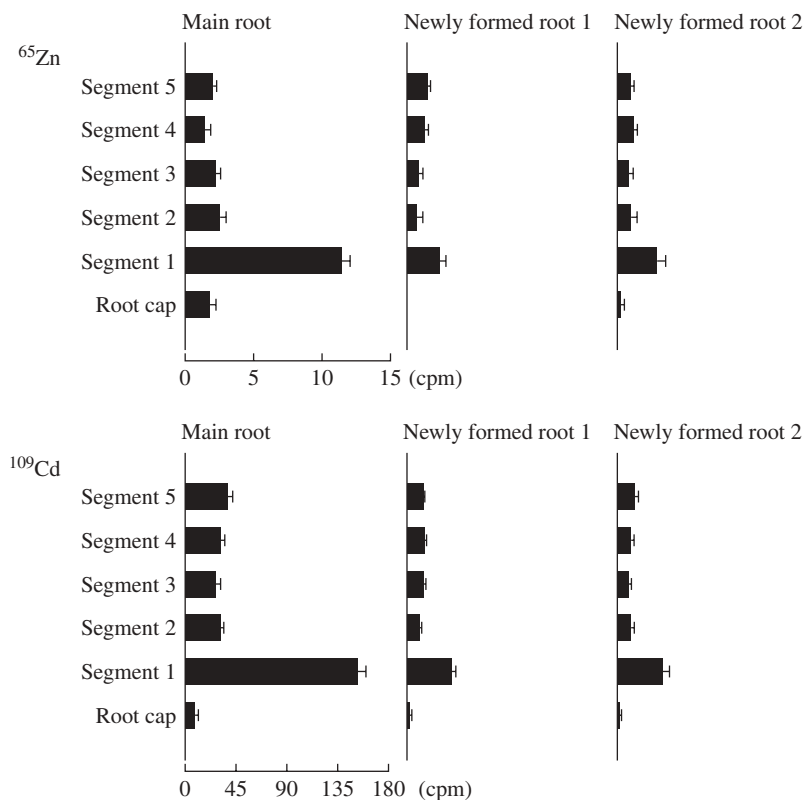 Main root Newly formed root 1 Newly formed root 2
⁶⁵Zn
Segment 5
Segment 4
Segment 3
Segment 2
Segment 1
Root cap
0 5 10 15 (cpm)
Main root Newly formed root 1 Newly formed root 2
¹⁰⁹Cd
Segment 5
Segment 4
Segment 3
Segment 2
Segment 1
Root cap
0 45 90 135 180 (cpm)